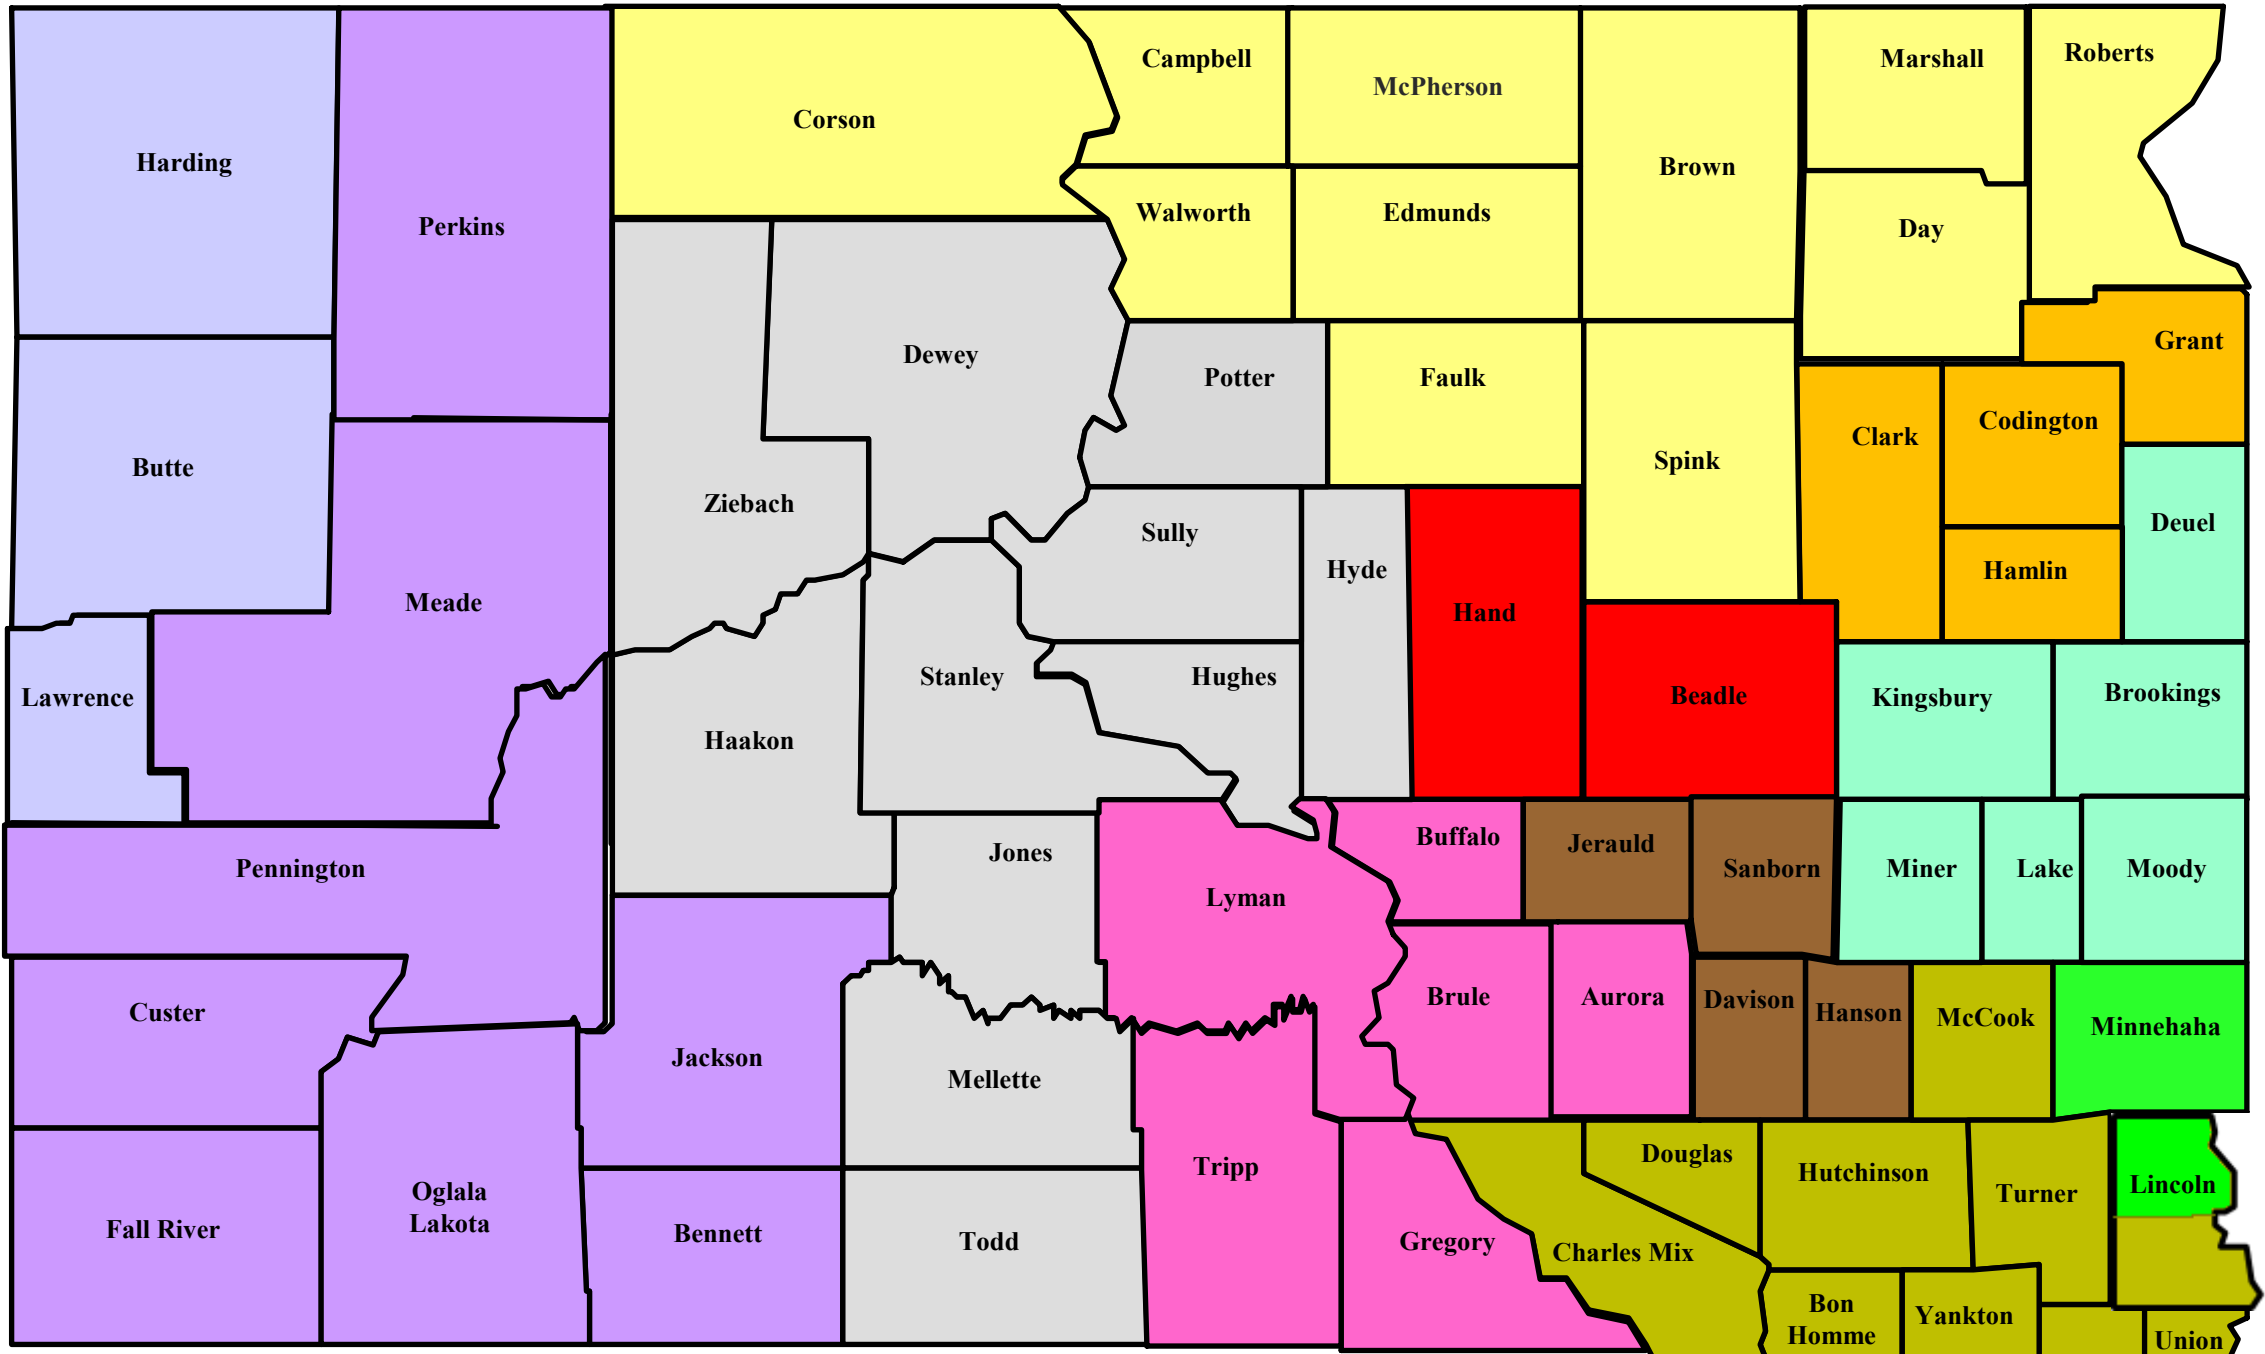 Harding
Perkins
Corson
Campbell
McPherson
Brown
Marshall
Roberts
Walworth
Edmunds
Day
Butte
Meade
Ziebach
Dewey
Potter
Faulk
Spink
Clark
Codington
Grant
Hamlin
Deuel
Sully
Hyde
Hand
Beadle
Kingsbury
Brookings
Lawrence
Haakon
Stanley
Hughes
Pennington
Jones
Lyman
Buffalo
Jerauld
Sanborn
Miner
Lake
Moody
Custer
Jackson
Mellette
Brule
Aurora
Davison
Hanson
McCook
Minnehaha
Fall River
Oglala
Lakota
Bennett
Todd
Tripp
Gregory
Charles Mix
Douglas
Hutchinson
Turner
Lincoln
Bon
Homme
Yankton
Union